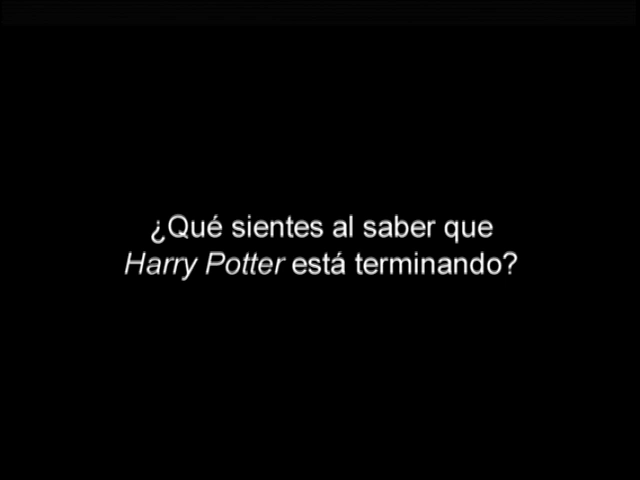 ¿Qué sientes al saber que
Harry Potter está terminando?